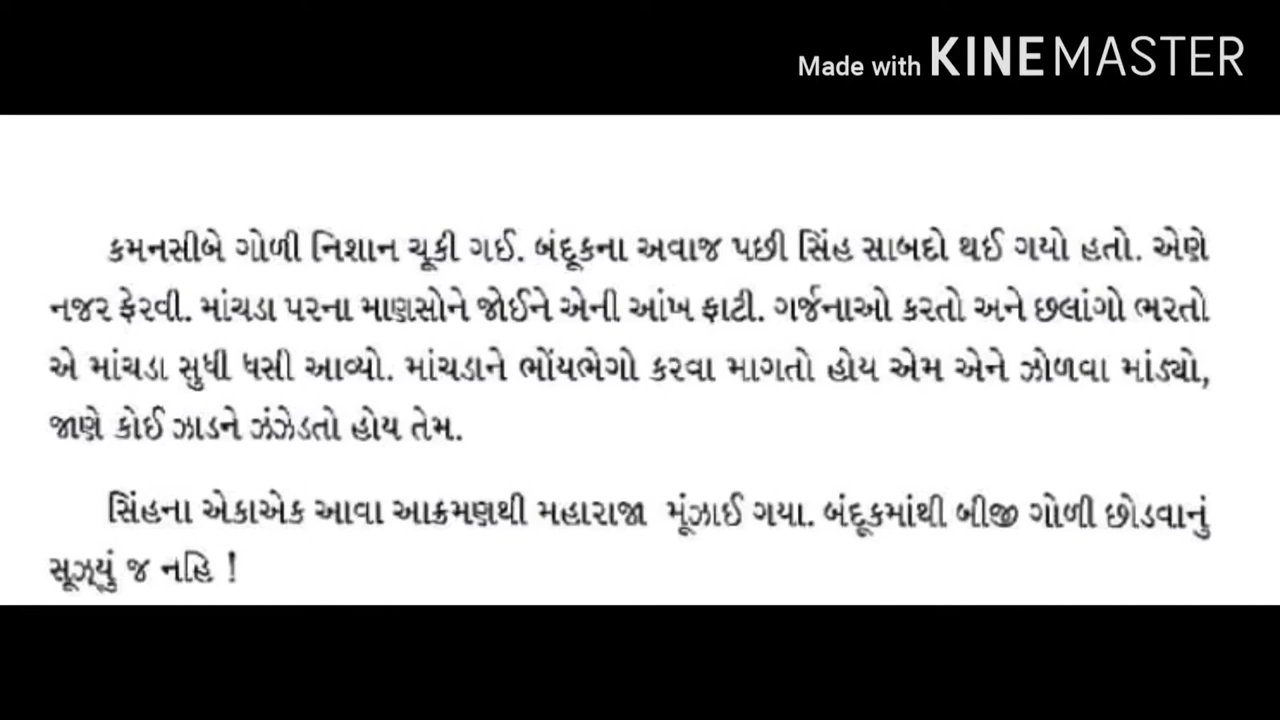 Made with KINEMASTER
કમનસીબે ગોળી નિશાન ચૂકી ગઈ. બંદૂકના અવાજ પછી સિંહ સાબદો થઈ ગયો હતો. એણે
નજર ફેરવી. માંચડા પરના માણસોને જોઈને એની આંખ ફાટી. ગર્જનાઓ કરતો અને છલાંગો ભરતો
એ માંચડા સુધી ધસી આવ્યો. માંચડાને ભોંયભેગો કરવા માગતો હોય એમ એને ઝોળવા માંડ્યો,
જાણે કોઈ ઝાડને ઝંઝેડતો હોય તેમ.
સિંહના એકાએક આવા આક્રમણથી મહારાજા મૂંઝાઈ ગયા. બંદૂકમાંથી બીજી ગોળી છોડવાનું
સૂઝ્યું જ નહિ !